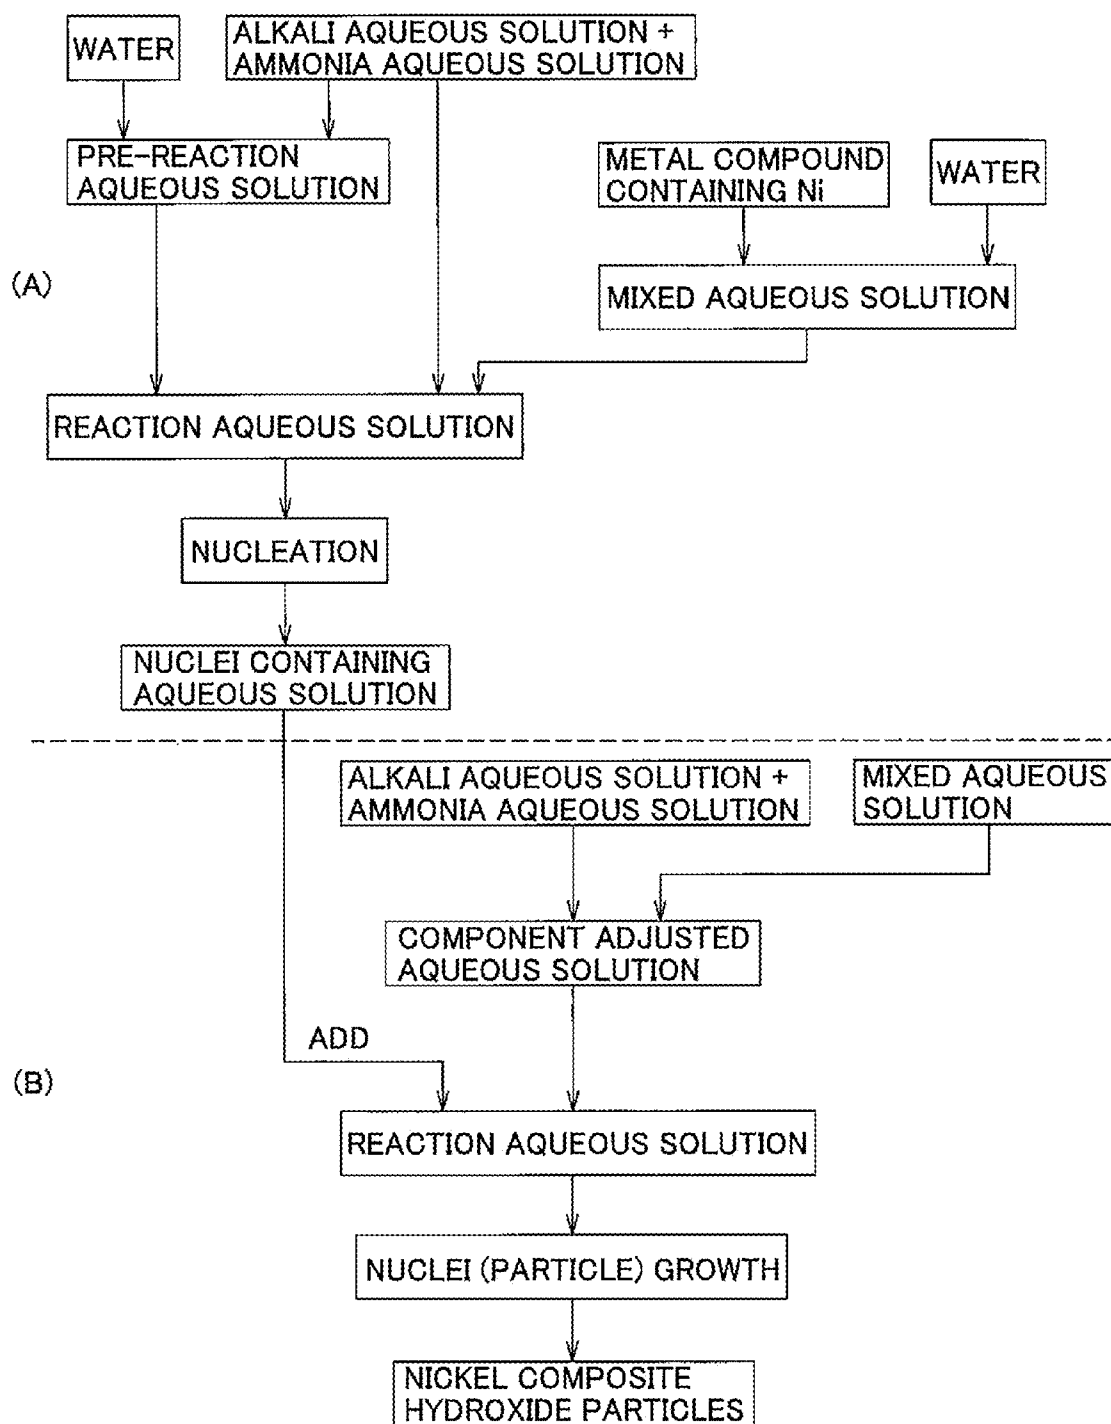 WATER
ALKALI AQUEOUS SOLUTION +
AMMONIA AQUEOUS SOLUTION
PRE-REACTION
AQUEOUS SOLUTION
METAL COMPOUND
CONTAINING Ni
WATER
(A)
MIXED AQUEOUS SOLUTION
REACTION AQUEOUS SOLUTION
NUCLEATION
NUCLEI CONTAINING
AQUEOUS SOLUTION
ALKALI AQUEOUS SOLUTION +
AMMONIA AQUEOUS SOLUTION
MIXED AQUEOUS
SOLUTION
COMPONENT ADJUSTED
AQUEOUS SOLUTION
ADD
(B)
REACTION AQUEOUS SOLUTION
NUCLEI (PARTICLE) GROWTH
NICKEL COMPOSITE
HYDROXIDE PARTICLES